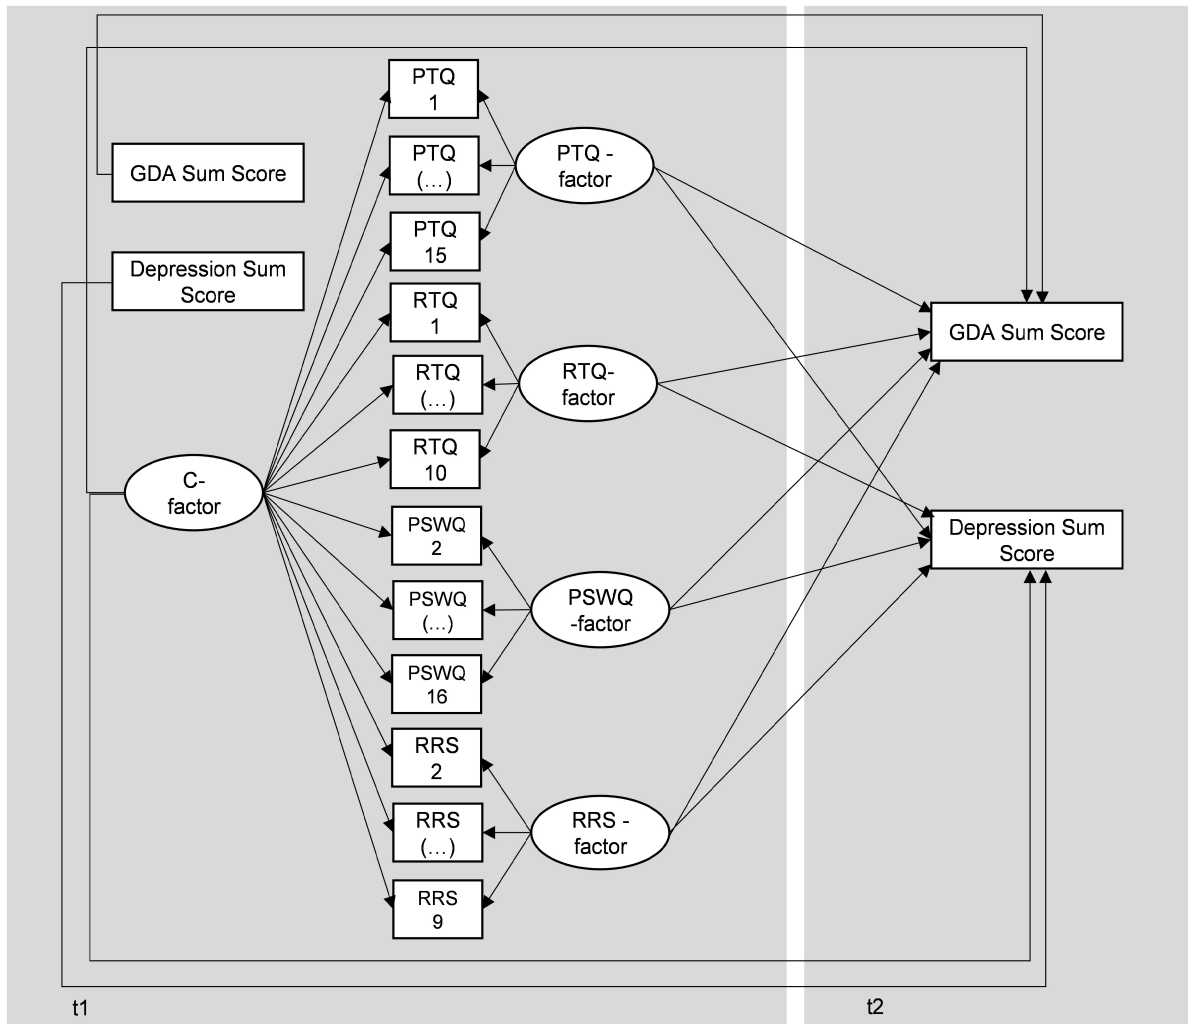 PTQ
1
PTQ
(...)
PTQ
15
RTQ
1
RTQ
(...)
RTQ
10
PSWQ
2
PSWQ
(...)
PSWQ
16
RRS
2
RRS
(...)
RRS
9
GDA Sum Score
Depression Sum
Score
C-
factor
PTQ -
factor
RTQ-
factor
PSWQ
-factor
RRS -
factor
GDA Sum Score
Depression Sum
Score
t1
t2